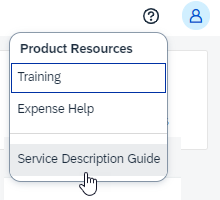 Product Resources
Training
Expense Help
Service Description Guide